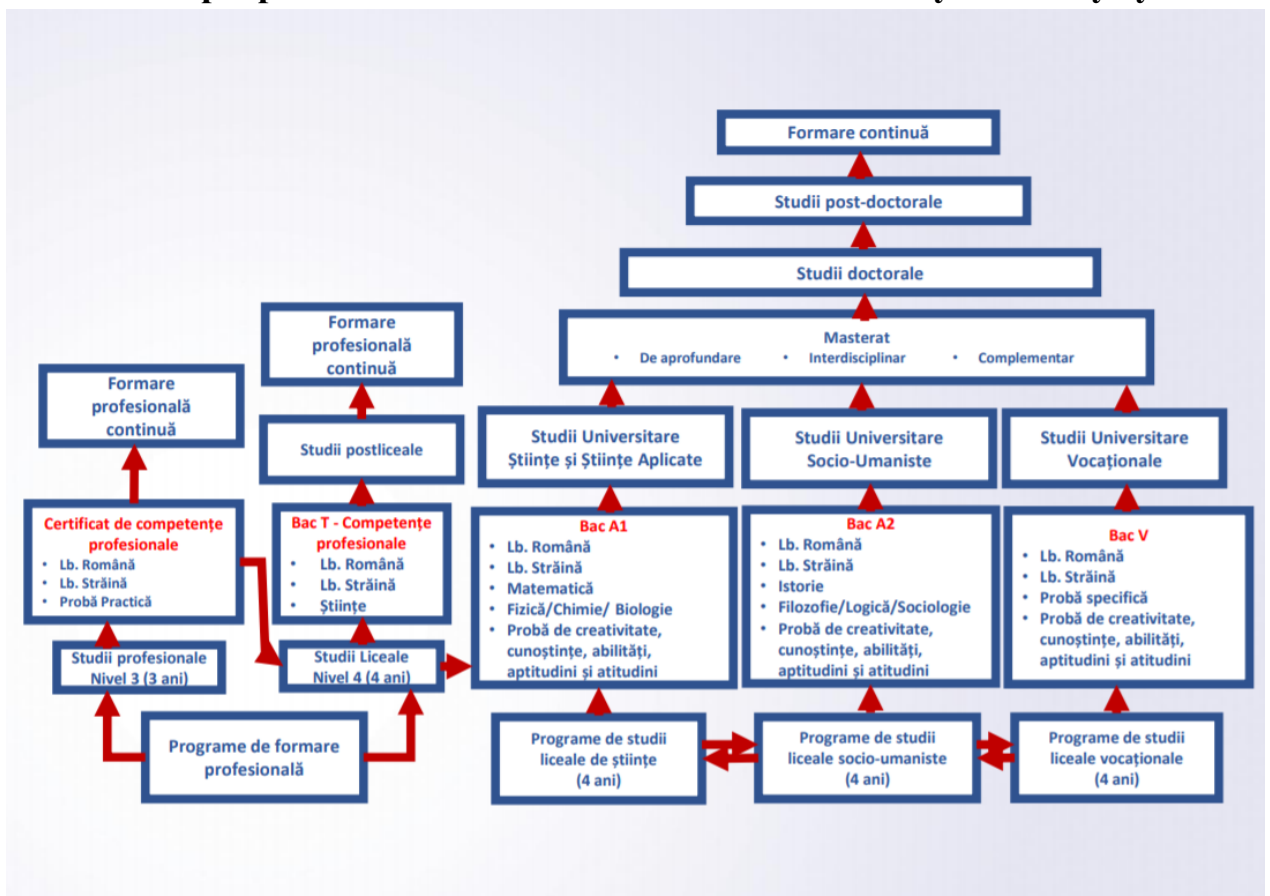 Formare continuă
Studii post-doctorale
Studii doctorale
Masterat
• De aprofundare • Interdisciplinar • Complementar
Formare
profesională
continuă
Formare
profesională
continuă
Studii postliceale
Studii Universitare
Științe și Științe Aplicate
Studii Universitare
Socio-Umaniste
Studii Universitare
Vocaționale
Certificat de competențe
profesionale
• Lb. Română
• Lb. Străină
• Probă Practică
Bac T - Competențe
profesionale
• Lb. Română
• Lb. Străină
• Științe
Bac A1
• Lb. Română
• Lb. Străină
• Matematică
• Fizică/Chimie/ Biologie
• Probă de creativitate,
cunoștințe, abilități,
aptitudini și atitudini
Bac A2
• Lb. Română
• Lb. Străină
• Istorie
• Filozofie/Logică/Sociologie
• Probă de creativitate,
cunoștințe, abilități,
aptitudini și atitudini
Bac V
• Lb. Română
• Lb. Străină
• Probă specifică
• Probă de creativitate,
cunoștințe, abilități,
aptitudini și atitudini
Studii profesionale
Nivel 3 (3 ani)
Studii Liceale
Nivel 4 (4 ani)
Programe de formare
profesională
Programe de studii
liceale de științe
(4 ani)
Programe de studii
liceale socio-umaniste
(4 ani)
Programe de studii
liceale vocaționale
(4 ani)